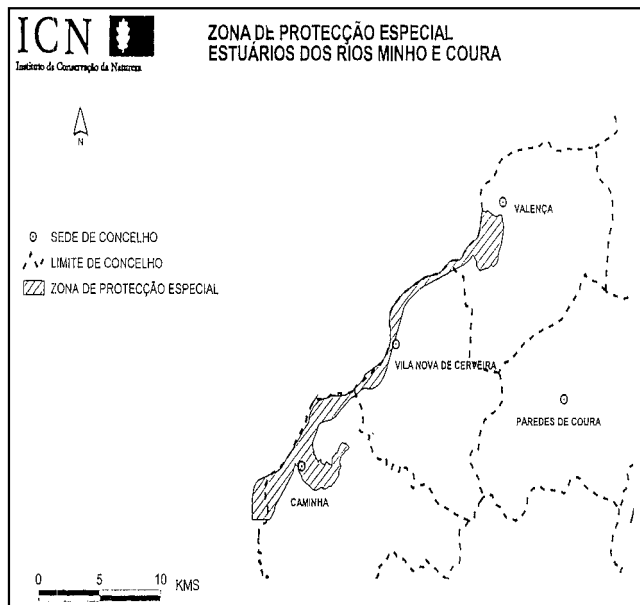 ICN
Instituto da Conservação da Natureza
ZONA DE PROTECÇÃO ESPECIAL
ESTUÁRIOS DOS RIOS MINHO E COURA
N
SEDE DE CONCELHO
LIMITE DE CONCELHO
ZONA DE PROTECÇÃO ESPECIAL
VALENÇA
VILA NOVA DE CERVEIRA
PAREDES DE COURA
CAMINHA
0 5 10 KMS